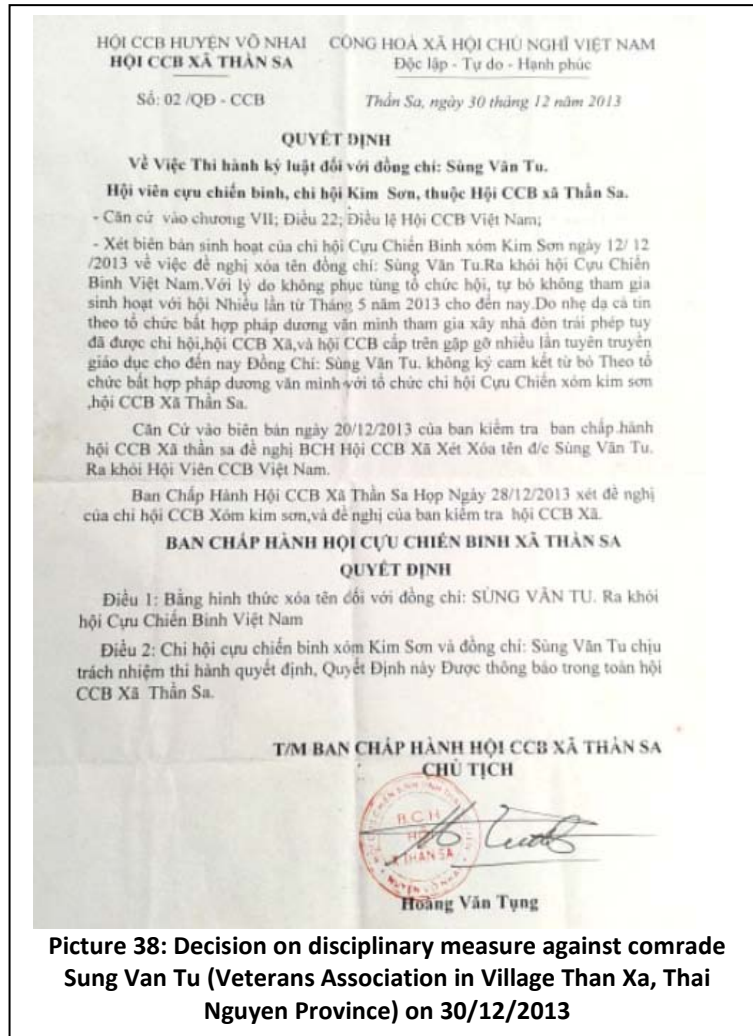 HỘI CCB HUYỆN VÕ NHAI
HỘI CCB XÃ THẦN SA
CỘNG HOÀ XÃ HỘI CHỦ NGHĨ VIỆT NAM
Độc lập - Tự do - Hạnh phúc
Số: 02 /QĐ - CCB
Thần Sa, ngày 30 tháng 12 năm 2013
QUYẾT ĐỊNH
Về Việc Thi hành kỷ luật đối với đồng chí: Sùng Văn Tu.
Hội viên cựu chiến binh, chi hội Kim Sơn, thuộc Hội CCB xã Thần Sa.
- Căn cứ vào chương VII; Điều 22; Điều lệ Hội CCB Việt Nam;
- Xét biên bản sinh hoạt của chi hội Cựu Chiến Binh xóm Kim Sơn ngày 12/ 12
/2013 về việc đề nghị xóa tên đồng chí: Sùng Văn Tu.Ra khỏi hội Cựu Chiến
Binh Việt Nam.Với lý do không phục tùng tổ chức hội, tự bỏ không tham gia
sinh hoạt với hội Nhiều lần từ Tháng 5 năm 2013 cho đến nay.Do nhẹ dạ cả tin
theo tổ chức bất hợp pháp dương văn mình tham gia xây nhà đòn trái phép tuy
đã được chi hội,hội CCB Xã,và hội CCB cấp trên gặp gỡ nhiều lần tuyên truyền
giáo dục cho đến nay Đồng Chí: Sùng Văn Tu. không ký cam kết từ bỏ Theo tổ
chức bất hợp pháp dương văn mình với tổ chức chi hội Cựu Chiến xóm kim sơn
,hội CCB Xã Thần Sa.
Căn Cứ vào biên bản ngày 20/12/2013 của ban kiểm tra ban chấp hành
hội CCB Xã thần sa đề nghị BCH Hội CCB Xã Xét Xóa tên đ/c Sùng Văn Tu.
Ra khỏi Hội Viên CCB Việt Nam.
Ban Chấp Hành Hội CCB Xã Thần Sa Họp Ngày 28/12/2013 xét đề nghị
của chi hội CCB Xóm kim sơn,và đề nghị của ban kiểm tra hội CCB Xã.
BAN CHẤP HÀNH HỘI CỰU CHIẾN BINH XÃ THẦN SA
QUYẾT ĐỊNH
Điều 1: Bằng hình thức xóa tên đối với đồng chí: SÙNG VĂN TU. Ra khỏi
hội Cựu Chiến Binh Việt Nam
Điều 2: Chi hội cựu chiến binh xóm Kim Sơn và đồng chí: Sùng Văn Tu chịu
trách nhiệm thi hành quyết định, Quyết Định này Được thông báo trong toàn hội
CCB Xã Thần Sa.
T/M BAN CHẤP HÀNH HỘI CCB XÃ THẦN SA
CHỦ TỊCH
B.C.H
HỘI
X THẦN SA
HUYỆN VÕ NHAI
Hoàng Văn Tụng
Picture 38: Decision on disciplinary measure against comrade
Sung Van Tu (Veterans Association in Village Than Xa, Thai
Nguyen Province) on 30/12/2013